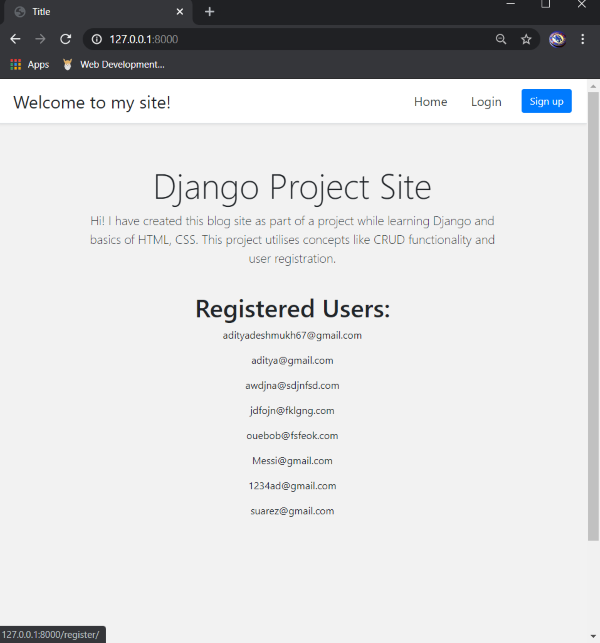 Title
127.0.0.1:8000
Apps
Web Development...
Welcome to my site!
Home
Login
Sign up
Django Project Site
Hi! I have created this blog site as part of a project while learning Django and
basics of HTML, CSS. This project utilises concepts like CRUD functionality and
user registration.
Registered Users:
adityadeshmukh67@gmail.com
aditya@gmail.com
awdjna@sdjnfsd.com
jdfojn@fklgng.com
ouebob@fsfeok.com
Messi@gmail.com
1234ad@gmail.com
suarez@gmail.com
127.0.0.1:8000/register/